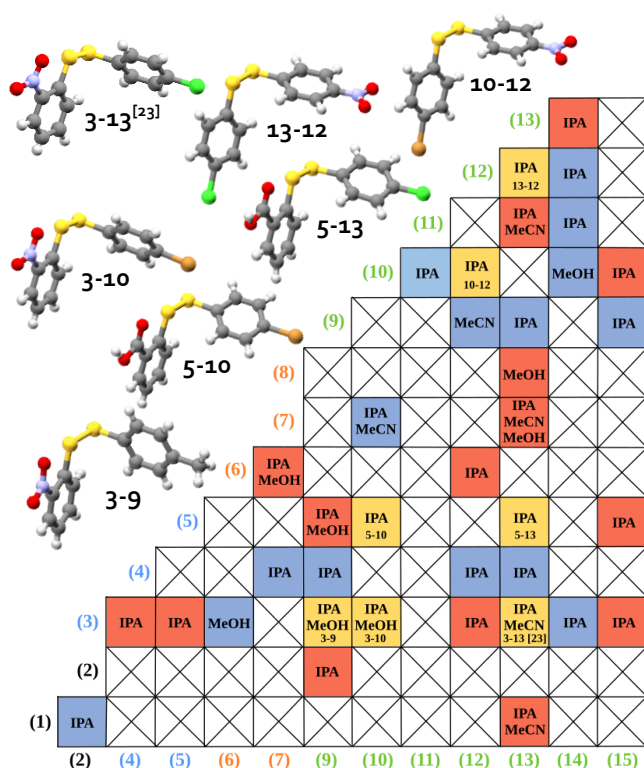 3-13[23]
13-12
10-12
5-13
3-10
5-10
3-9
(13) IPA
(12) IPA IPA
13-12
(11) IPA IPA
MeCN
(10) IPA IPA MeOH IPA
10-12
(9) MeCN IPA IPA
(8) MeOH
(7) IPA IPA
MeCN MeCN
MeOH
(6) IPA IPA
MeOH
(5) IPA IPA IPA IPA
MeOH 5-10 5-13
(4) IPA IPA IPA IPA
(3) IPA IPA MeOH IPA IPA IPA IPA IPA IPA
MeOH MeOH MeCN
3-9 3-10 3-13 [23]
(2) IPA
(1) IPA IPA
MeCN
(2) (4) (5) (6) (7) (9) (10) (11) (12) (13) (14) (15)